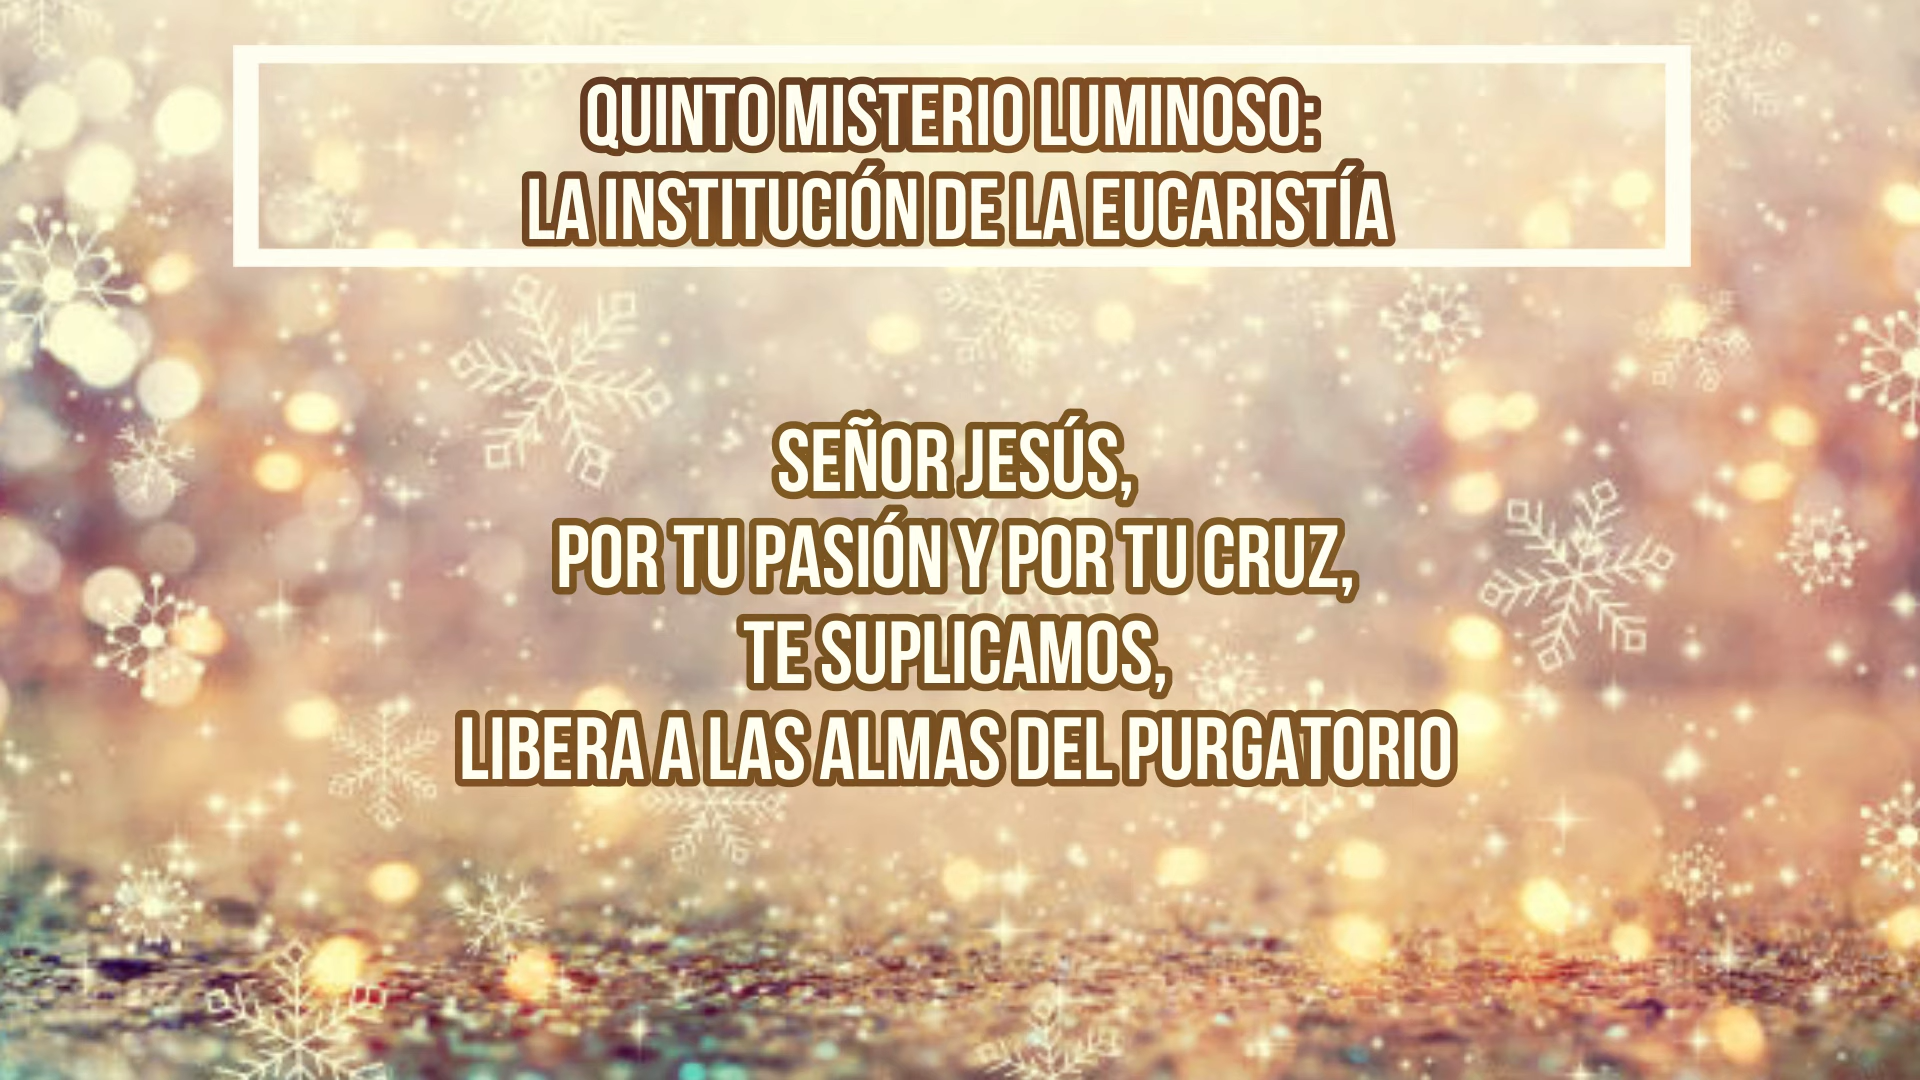 QUINTO MISTERIO LUMINOSO:
LA INSTITUCIÓN DE LA EUCARISTÍA
SEÑOR JESÚS,
POR TU PASIÓN Y POR TU CRUZ,
TE SUPLICAMOS,
LIBERA A LAS ALMAS DEL PURGATORIO